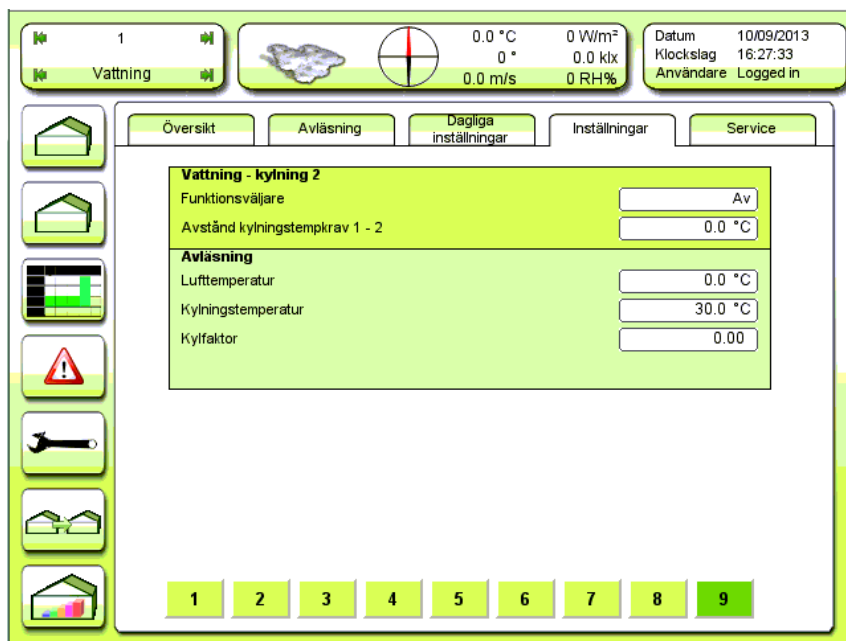 1
Vattning
0.0 °C 0 W/m²
0 ° 0.0 klx
0.0 m/s 0 RH%
Datum 10/09/2013
Klockslag 16:27:33
Användare Logged in
Översikt
Avläsning
Dagliga
inställningar
Inställningar
Service
Vattning - kylning 2
Funktionsväljare Av
Avstånd kylningstempkrav 1 - 2 0.0 °C
Avläsning
Lufttemperatur 0.0 °C
Kylningstemperatur 30.0 °C
Kylfaktor 0.00
1 2 3 4 5 6 7 8 9